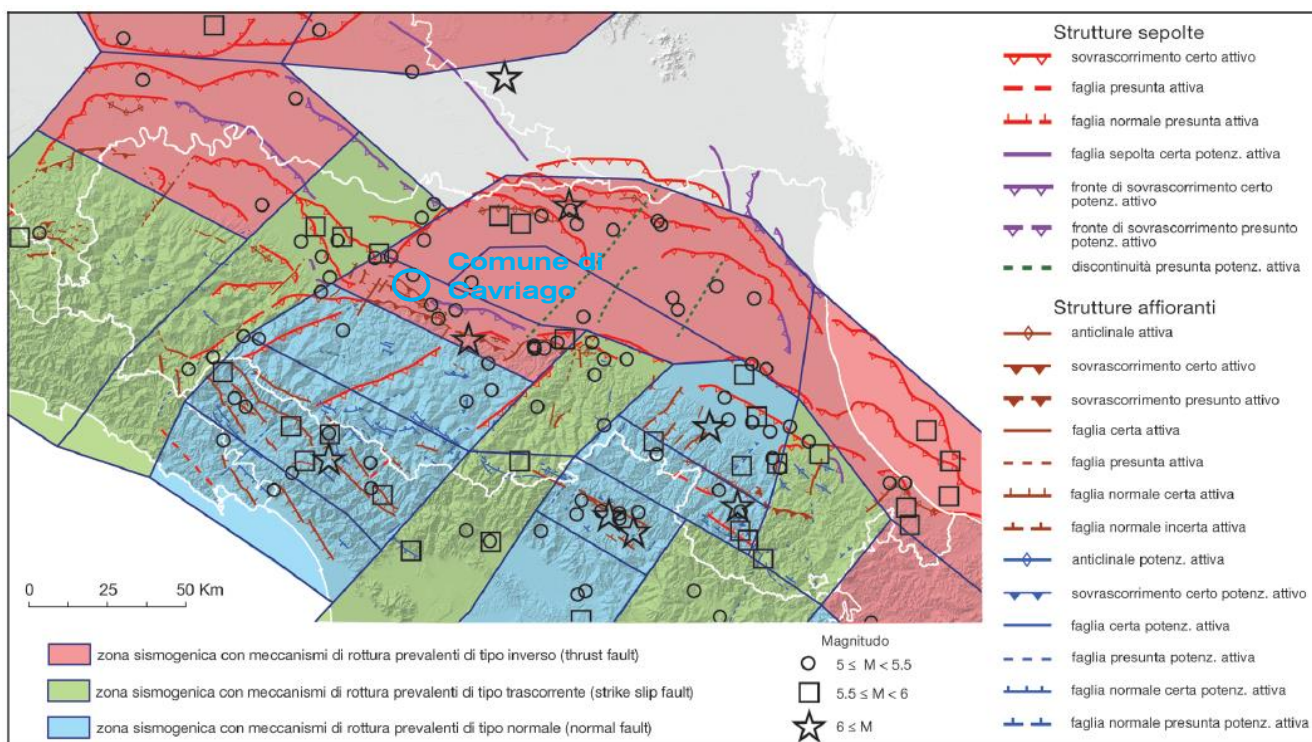 Comune di
Cavriago
0 25 50 Km
Strutture sepolte
sovrascorrimento certo attivo
faglia presunta attiva
faglia normale presunta attiva
faglia sepolta certa potenz. attiva
fronte di sovrascorrimento certo
potenz. attivo
fronte di sovrascorrimento presunto
potenz. attivo
discontinuità presunta potenz. attiva
Strutture affioranti
anticlinale attiva
sovrascorrimento certo attivo
sovrascorrimento presunto attivo
faglia certa attiva
faglia presunta attiva
faglia normale certa attiva
faglia normale incerta attiva
anticlinale potenz. attiva
sovrascorrimento certo potenz. attivo
faglia certa potenz. attiva
faglia presunta potenz. attiva
faglia normale certa potenz. attiva
faglia normale presunta potenz. attiva
zona sismogenica con meccanismi di rottura prevalenti di tipo inverso (thrust fault)
zona sismogenica con meccanismi di rottura prevalenti di tipo trascorrente (strike slip fault)
zona sismogenica con meccanismi di rottura prevalenti di tipo normale (normal fault)
Magnitudo
5 ≤ M < 5.5
5.5 ≤ M < 6
6 ≤ M